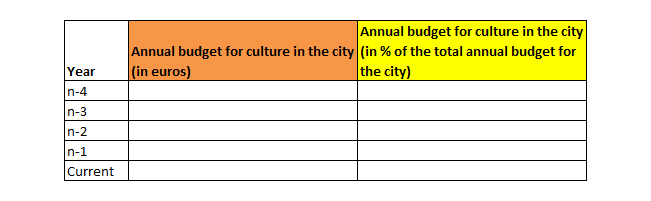 Year
Annual budget for culture in the city
(in euros)
Annual budget for culture in the city
(in % of the total annual budget for
the city)
n-4
n-3
n-2
n-1
Current